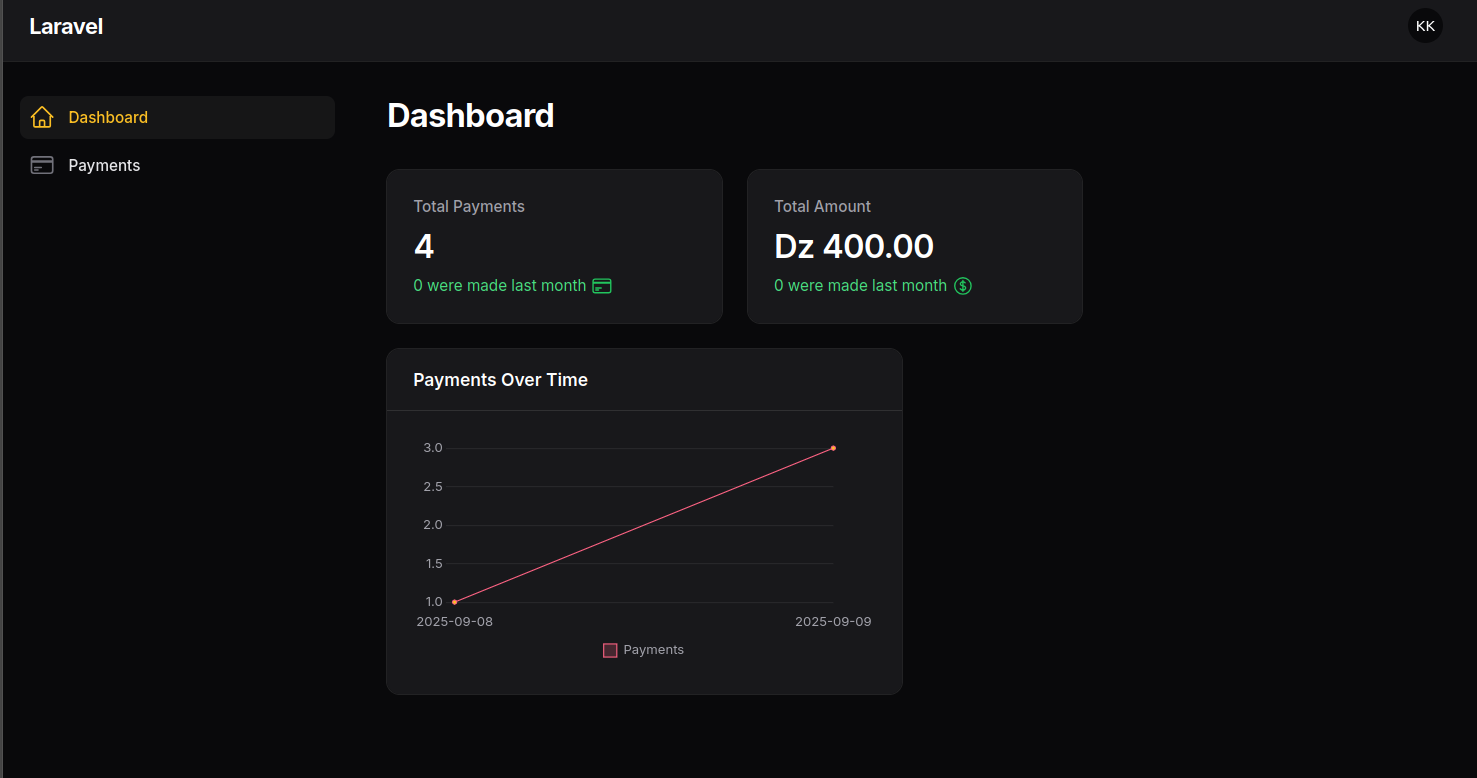 Laravel
KK
Dashboard
Payments
Dashboard
Total Payments
4
0 were made last month
Total Amount
Dz 400.00
0 were made last month
Payments Over Time
3.0
2.5
2.0
1.5
1.0
2025-09-08
2025-09-09
Payments